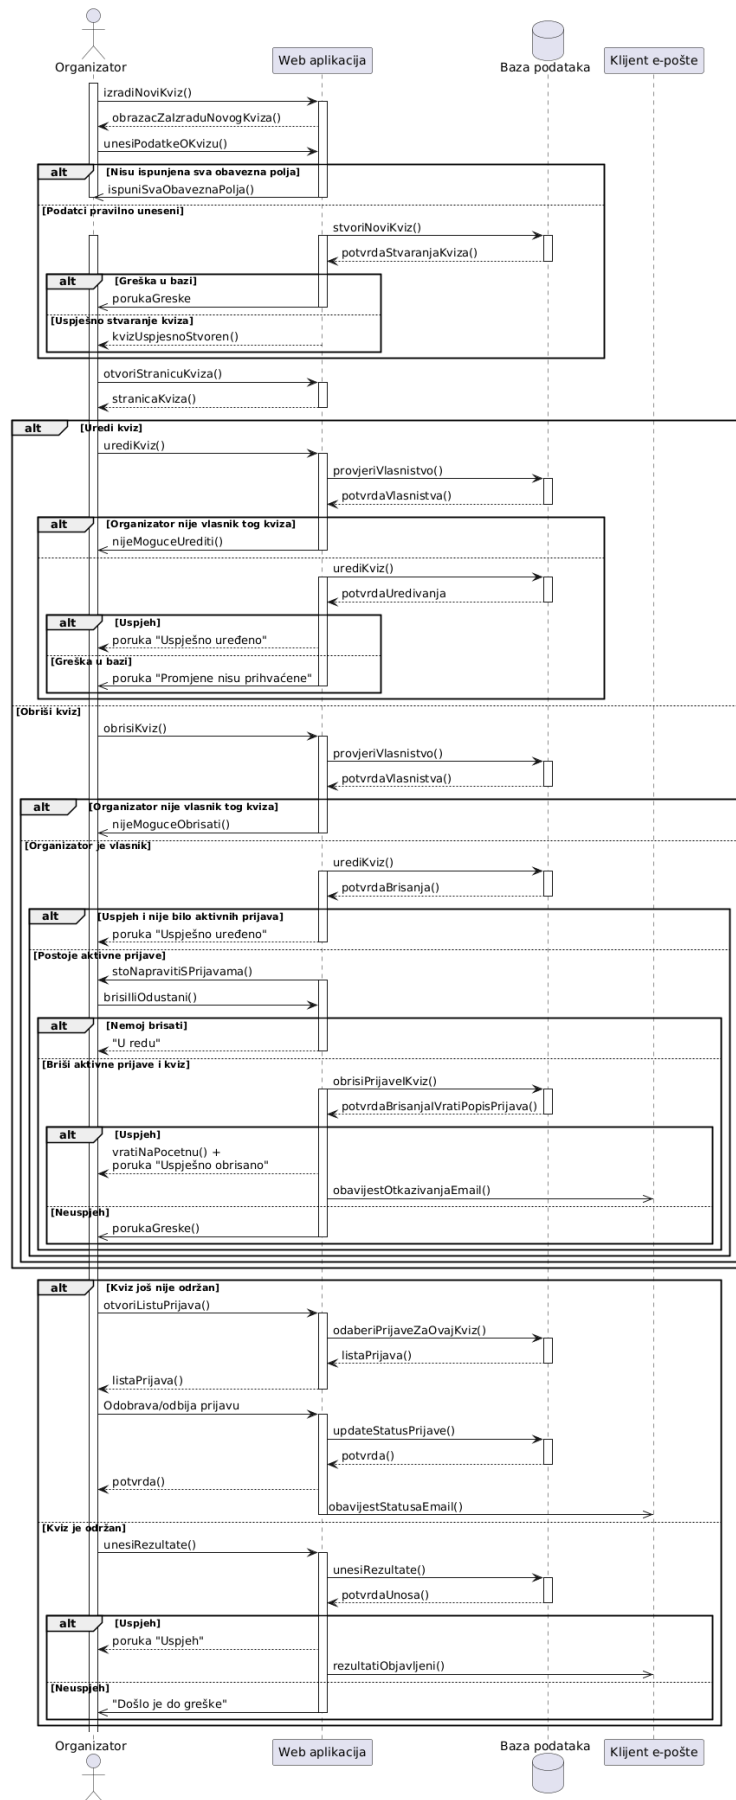 Organizator
Web aplikacija
Baza podataka
Klijent e-pošte
izradiNoviKviz()
obrazacZaIzraduNovogKviza()
unesiPodatkeOKvizu()
alt [Nisu ispunjena sva obavezna polja]
ispuniSvaObaveznaPolja()
[Podatci pravilno uneseni]
stvoriNoviKviz()
potvrdaStvaranjaKviza()
alt [Greška u bazi]
porukaGreske
[Uspješno stvaranje kviza]
kvizUspjesnoStvoren()
otvoriStranicuKviza()
stranicaKviza()
alt [Uredi kviz]
urediKviz()
provjeriVlasnistvo()
potvrdaVlasnistva()
alt [Organizator nije vlasnik tog kviza]
nijeMoguceUrediti()
urediKviz()
potvrdaUredivanja
alt [Uspjeh]
poruka "Uspješno uređeno"
[Greška u bazi]
poruka "Promjene nisu prihvaćene"
[Obriši kviz]
obrisiKviz()
provjeriVlasnistvo()
potvrdaVlasnistva()
alt [Organizator nije vlasnik tog kviza]
nijeMoguceObrisati()
[Organizator je vlasnik]
urediKviz()
potvrdaBrisanja()
alt [Uspjeh i nije bilo aktivnih prijava]
poruka "Uspješno uređeno"
[Postoje aktivne prijave]
stoNapravitiSPrijavama()
brisiIliOdustani()
alt [Nemoj brisati]
"U redu"
[Briši aktivne prijave i kviz]
obrisiPrijaveIKviz()
potvrdaBrisanjaIVratiPopisPrijava()
alt [Uspjeh]
vratiNaPocetnu() +
poruka "Uspješno obrisano"
obavijestOtkazivanjaEmail()
[Neuspjeh]
porukaGreske()
alt [Kviz još nije održan]
otvoriListuPrijava()
odaberiPrijaveZaOvajKviz()
listaPrijava()
listaPrijava()
Odobrava/odbija prijavu
updateStatusPrijave()
potvrda()
potvrda()
obavijestStatusaEmail()
[Kviz je održan]
unesiRezultate()
unesiRezultate()
potvrdaUnosa()
alt [Uspjeh]
poruka "Uspjeh"
rezultatiObjavljeni()
[Neuspjeh]
"Došlo je do greške"
Organizator
Web aplikacija
Baza podataka
Klijent e-pošte